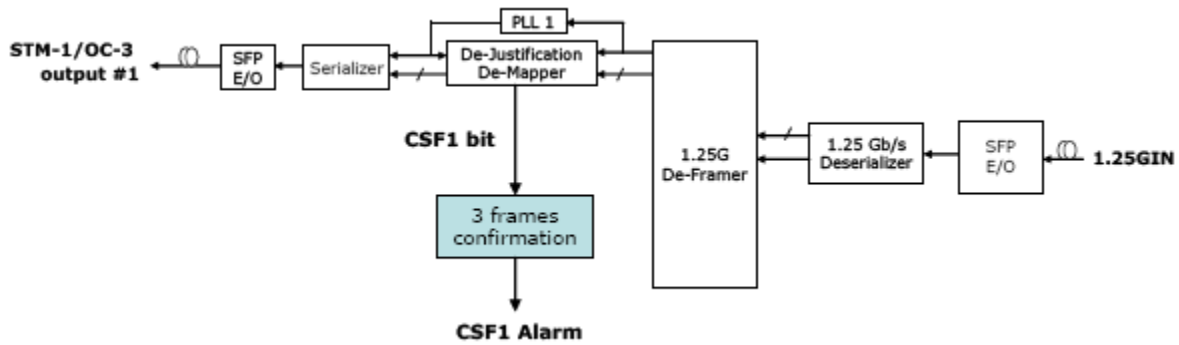 PLL 1
STM-1/OC-3
output #1
SFP
E/O
Serializer
De-Justification
De-Mapper
CSF1 bit
1.25G
De-Framer
1.25 Gb/s
Deserializer
SFP
E/O
1.25GIN
3 frames
confirmation
CSF1 Alarm